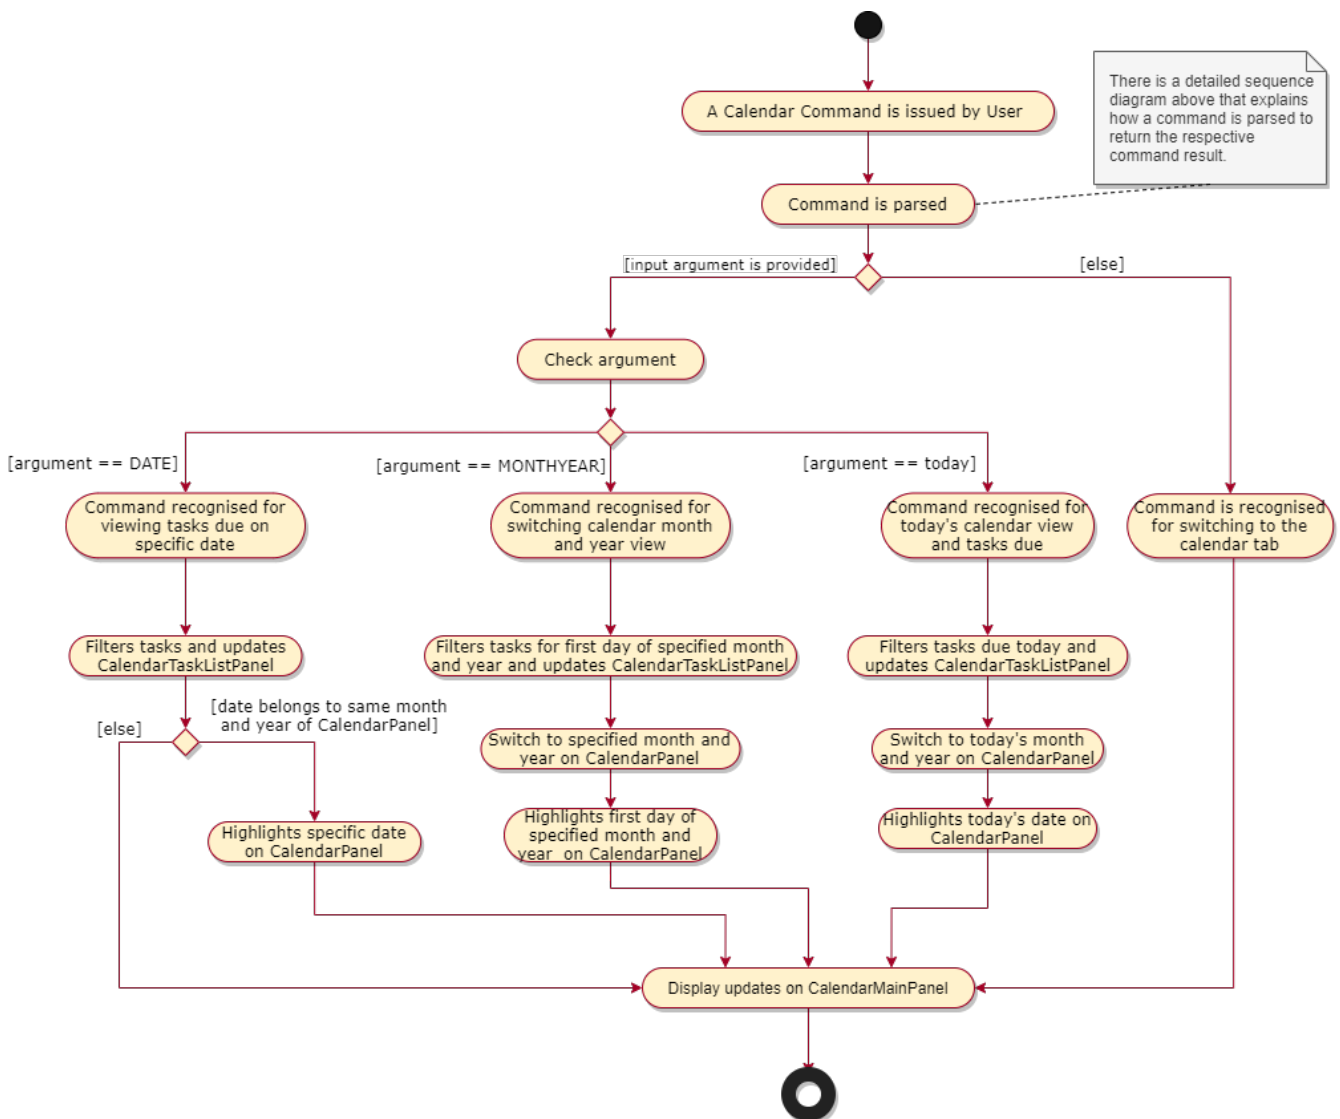 A Calendar Command is issued by User
There is a detailed sequence
diagram above that explains
how a command is parsed to
return the respective
command result.
Command is parsed
[input argument is provided]
[else]
Check argument
[argument == DATE]
[argument == MONTHYEAR]
[argument == today]
Command recognised for
viewing tasks due on
specific date
Command recognised for
switching calendar month
and year view
Command recognised for
today's calendar view
and tasks due
Command is recognised
for switching to the
calendar tab
Filters tasks and updates
CalendarTaskListPanel
Filters tasks for first day of specified month
and year and updates CalendarTaskListPanel
Filters tasks due today and
updates CalendarTaskListPanel
[else]
[date belongs to same month
and year of CalendarPanel]
Switch to specified month and
year on CalendarPanel
Switch to today's month
and year on CalendarPanel
Highlights specific date
on CalendarPanel
Highlights first day of
specified month and
year  on CalendarPanel
Highlights today's date on
CalendarPanel
Display updates on CalendarMainPanel